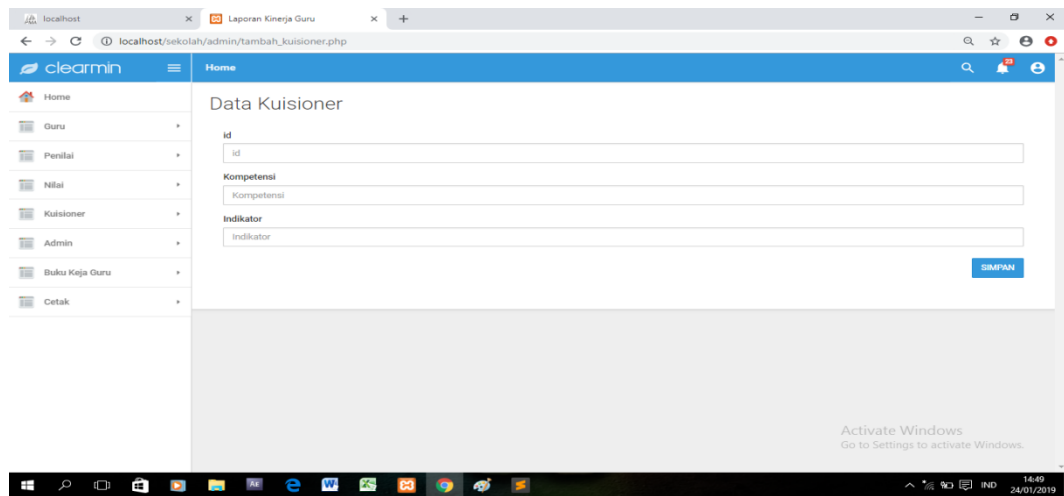 localhost
Laporan Kinerja Guru
localhost/sekolah/admin/tambah_kuisioner.php
clearmin
Home
23
Home
Guru
Penilai
Nilai
Kuisioner
Admin
Buku Keja Guru
Cetak
Data Kuisioner
id
id
Kompetensi
Kompetensi
Indikator
Indikator
SIMPAN
Activate Windows
Go to Settings to activate Windows.
IND
14:49
24/01/2019